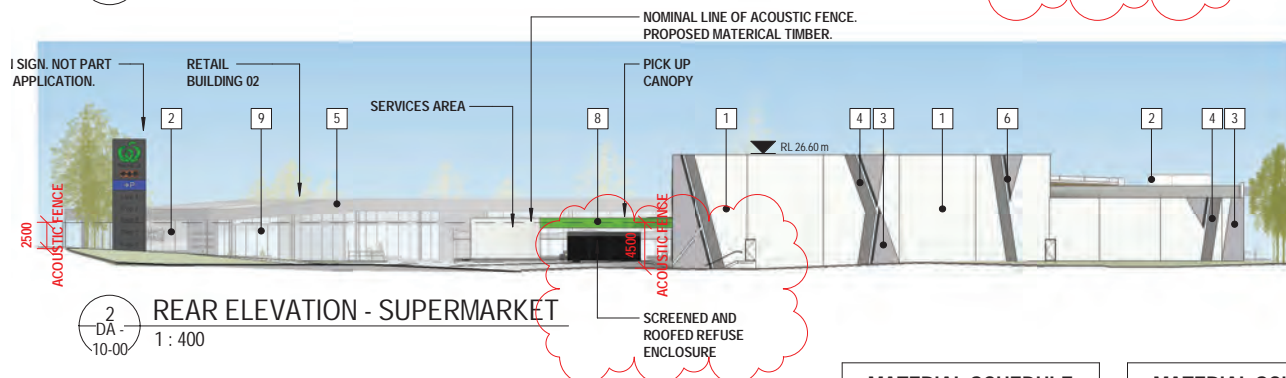 NOMINAL LINE OF ACOUSTIC FENCE.
PROPOSED MATERICAL TIMBER.
SIGN. NOT PART
APPLICATION.
RETAIL
BUILDING 02
PICK UP
CANOPY
SERVICES AREA
2
9
5
8
1
4
3
1
6
2
4
3
RL 26.60 m
2500
ACOUSTIC FENCE
4500
ACOUSTIC FENCE
2
DA -
10-00
REAR ELEVATION - SUPERMARKET
1 : 400
SCREENED AND
ROOFED REFUSE
ENCLOSURE